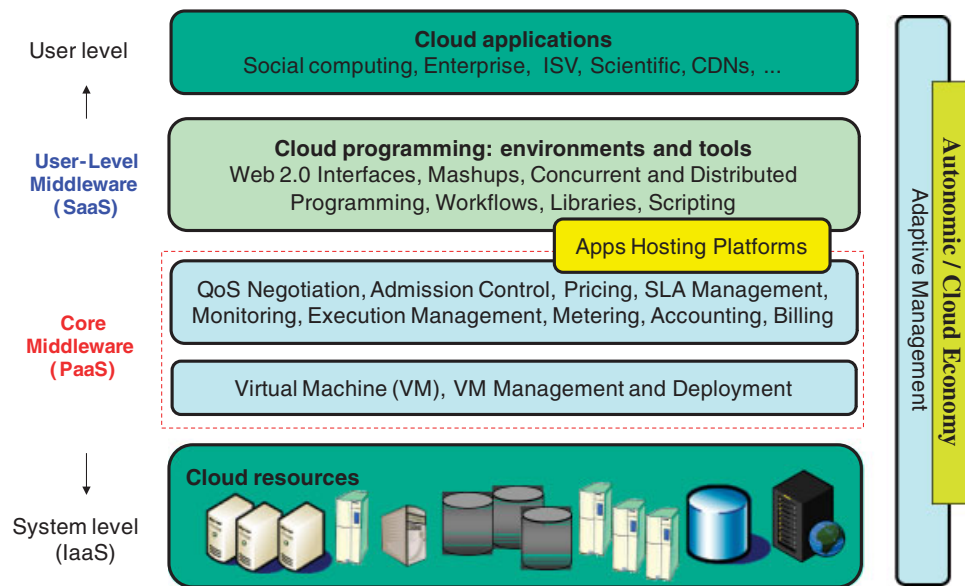 User level
Cloud applications
Social computing, Enterprise, ISV, Scientific, CDNs, ...
User-Level
Middleware
(SaaS)
Cloud programming: environments and tools
Web 2.0 Interfaces, Mashups, Concurrent and Distributed
Programming, Workflows, Libraries, Scripting
Apps Hosting Platforms
Core
Middleware
(PaaS)
QoS Negotiation, Admission Control, Pricing, SLA Management,
Monitoring, Execution Management, Metering, Accounting, Billing
Virtual Machine (VM), VM Management and Deployment
System level
(IaaS)
Cloud resources
Adaptive Management
Autonomic / Cloud Economy